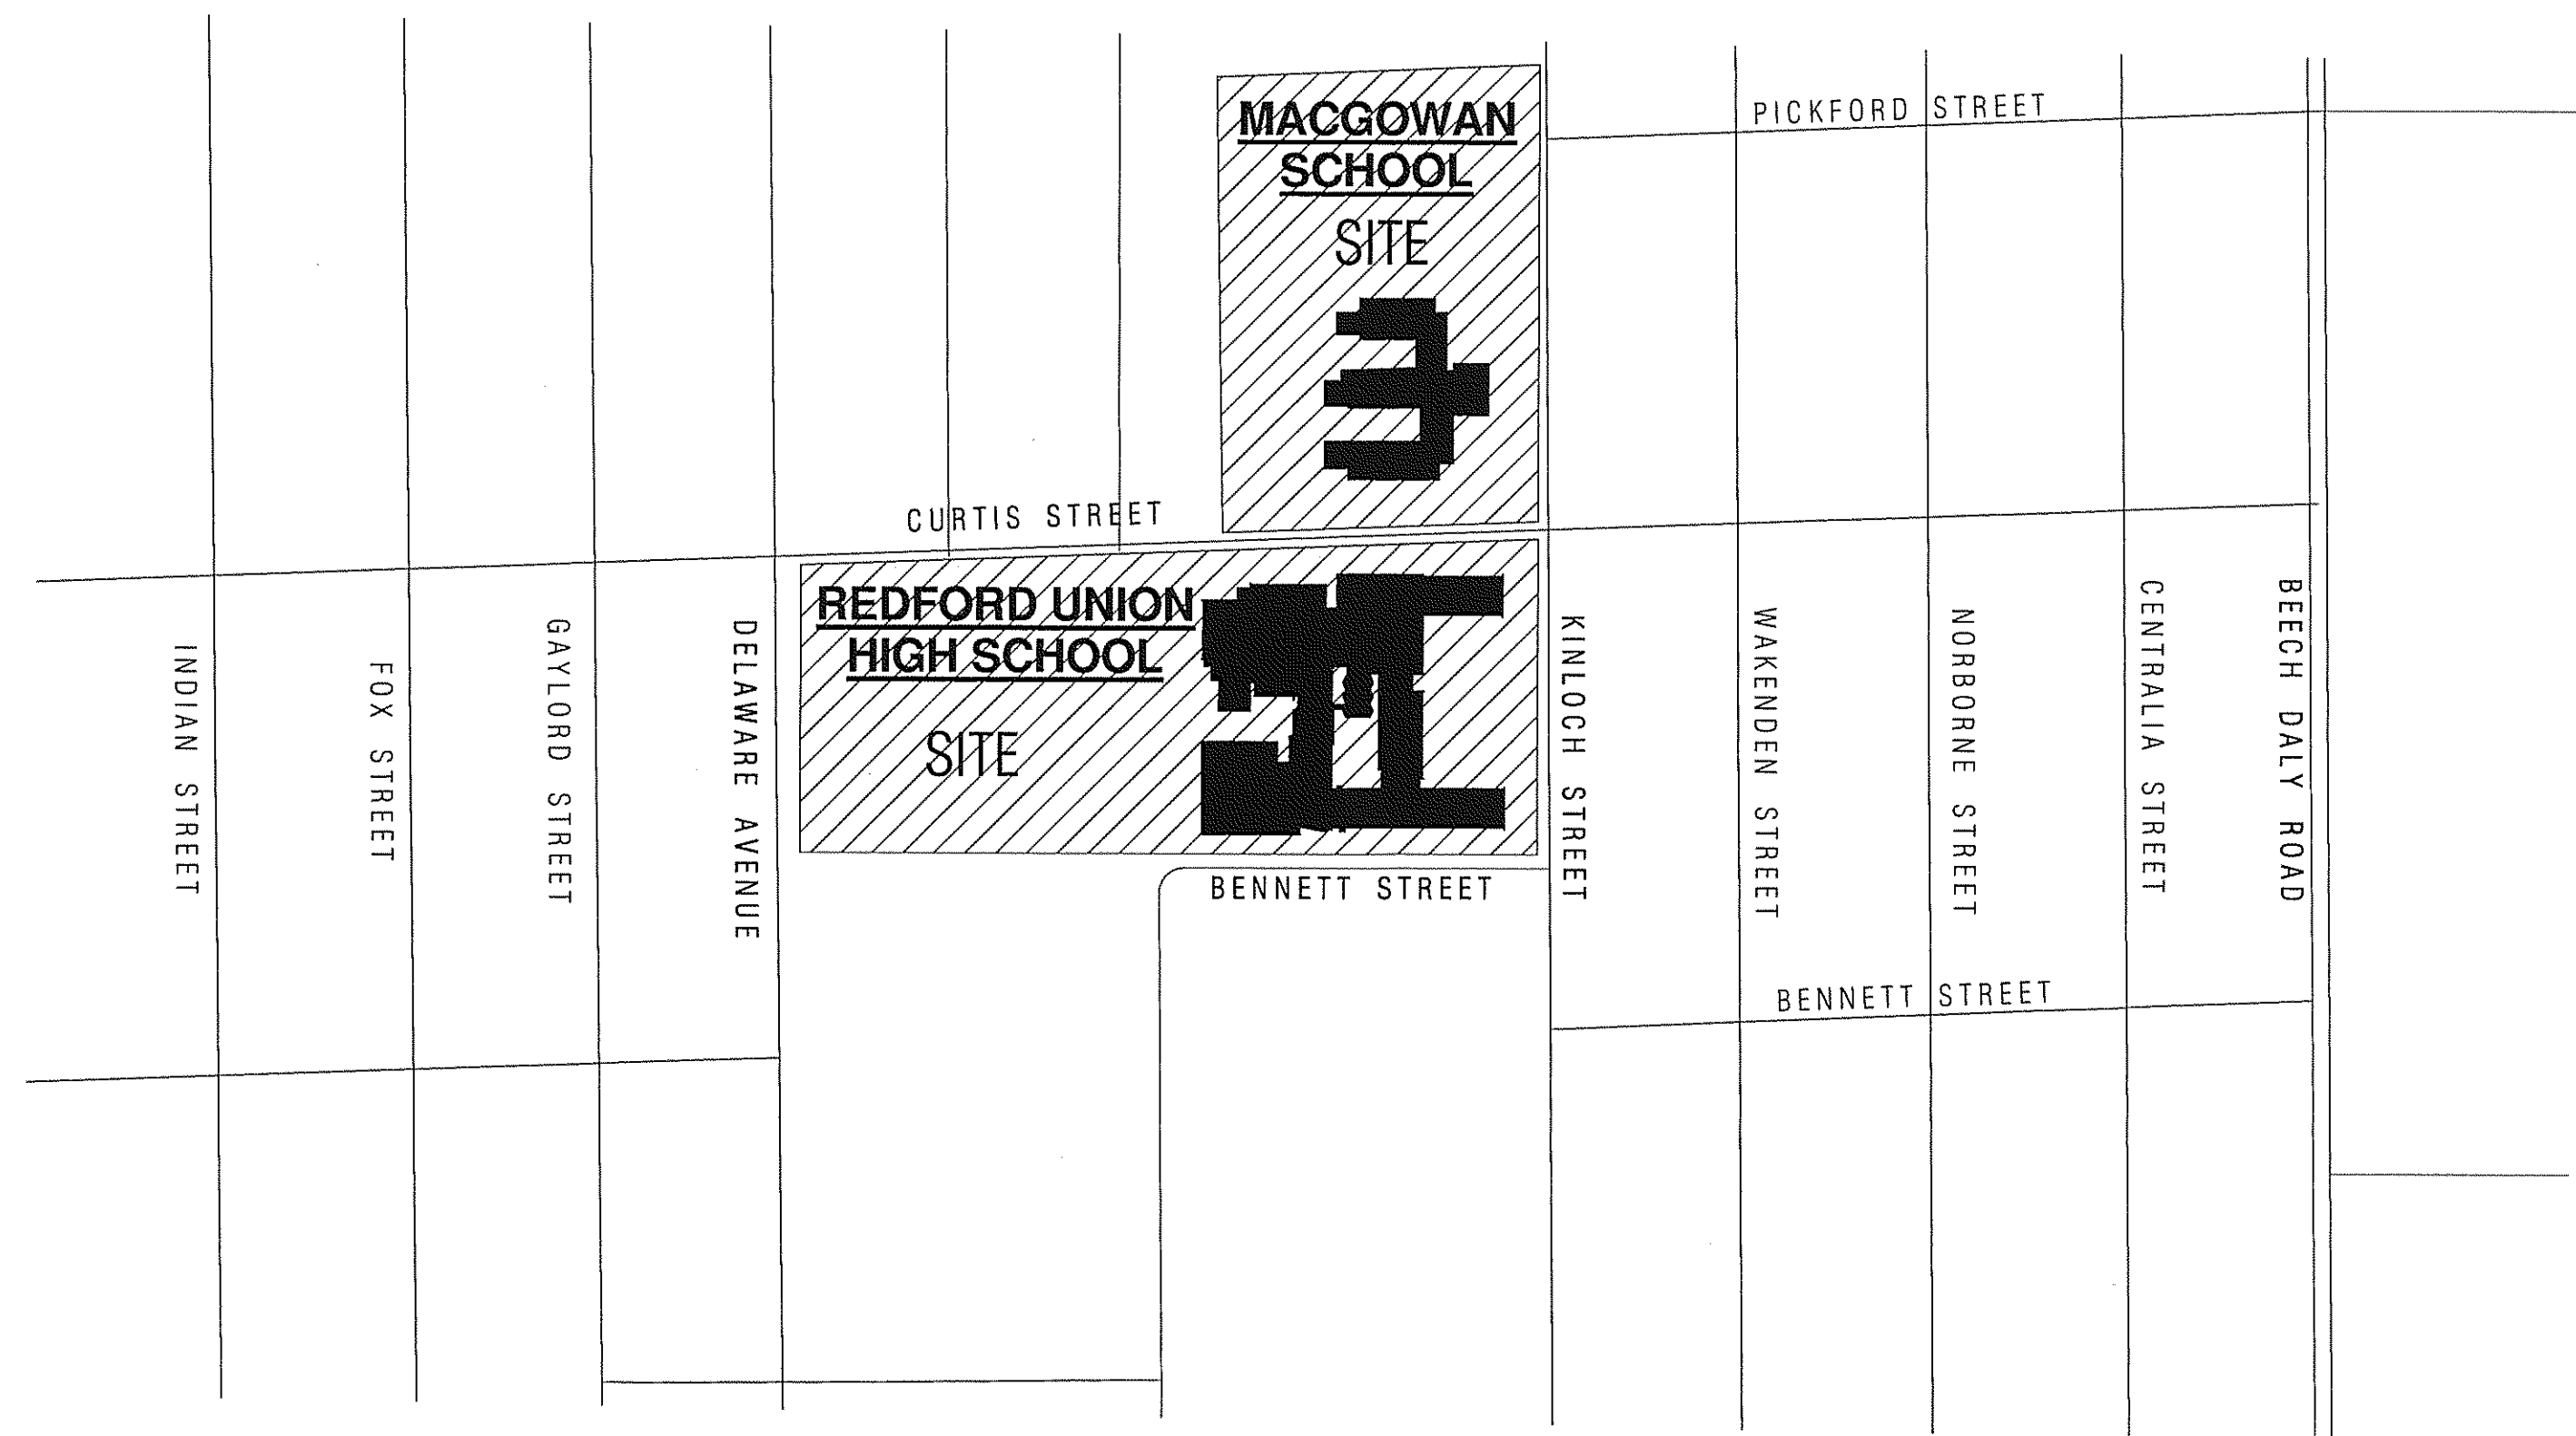 PICKFORD STREET
MACGOWAN
SCHOOL
SITE
CURTIS STREET
REDFORD UNION
HIGH SCHOOL
SITE
INDIAN STREET
FOX STREET
GAYLORD STREET
DELAWARE AVENUE
KINLOCH STREET
WAKENDEN STREET
NORBORNE STREET
CENTRALIA STREET
BEECH DALY ROAD
BENNETT STREET
BENNETT STREET